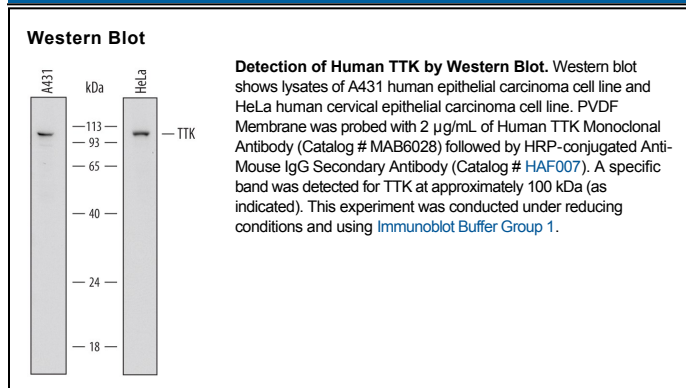 Western Blot
A431
kDa
HeLa
113
93
65
40
24
18
TTK
Detection of Human TTK by Western Blot. Western blot
shows lysates of A431 human epithelial carcinoma cell line and
HeLa human cervical epithelial carcinoma cell line. PVDF
Membrane was probed with 2 µg/mL of Human TTK Monoclonal
Antibody (Catalog # MAB6028) followed by HRP-conjugated Anti-
Mouse IgG Secondary Antibody (Catalog # HAF007). A specific
band was detected for TTK at approximately 100 kDa (as
indicated). This experiment was conducted under reducing
conditions and using Immunoblot Buffer Group 1.